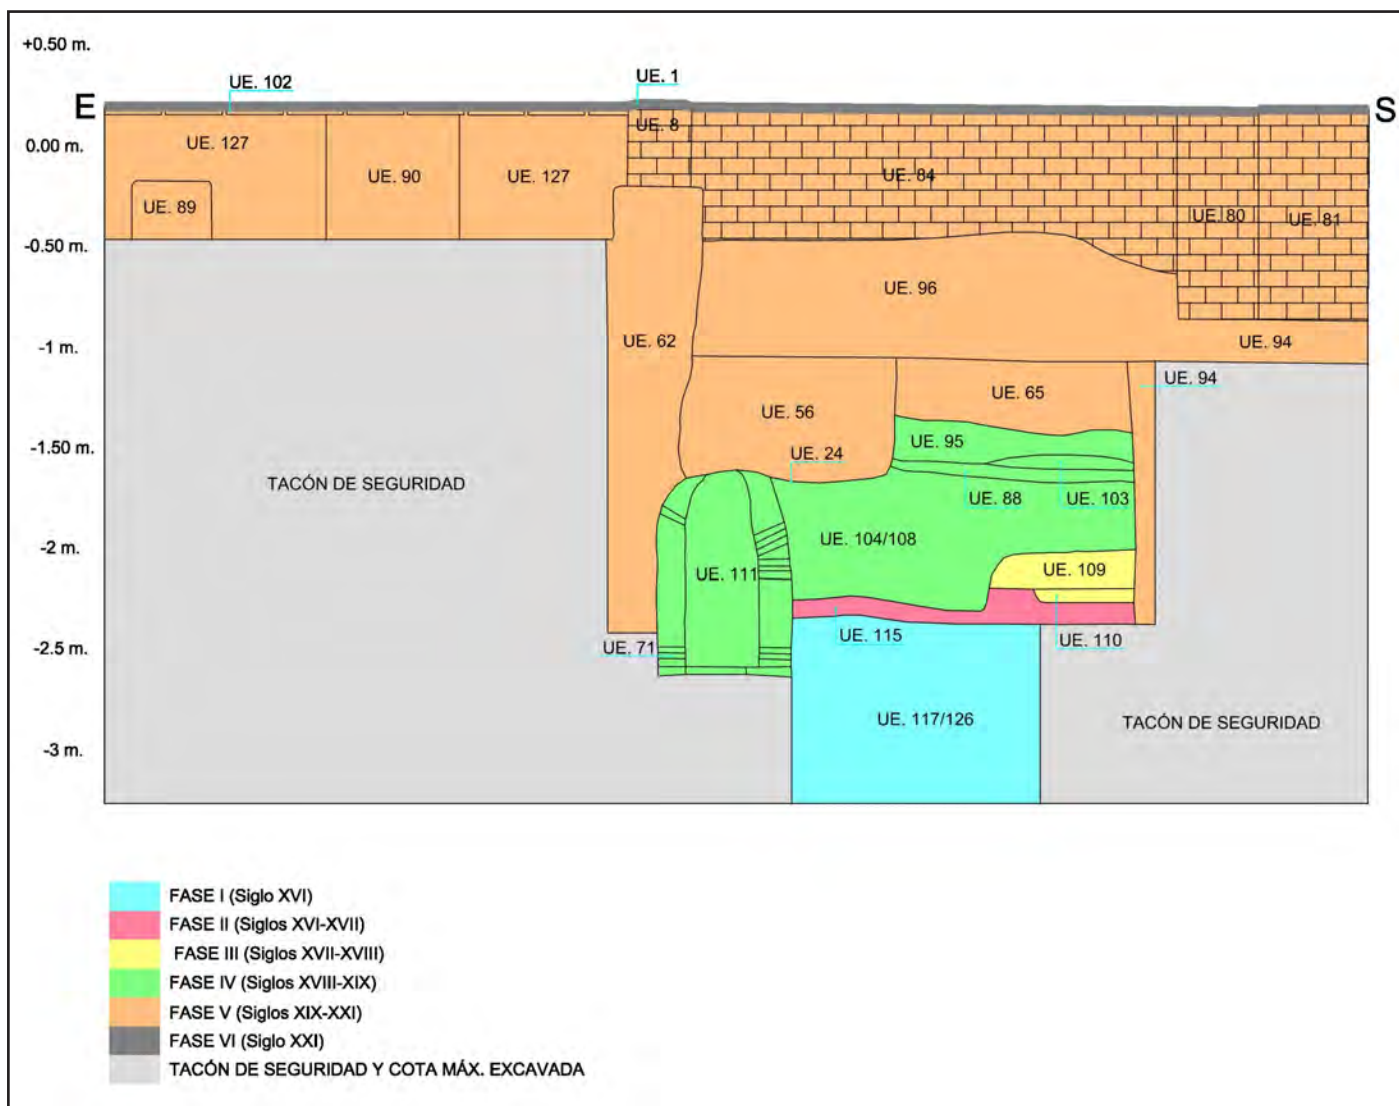 +0.50 m.
UE. 102
UE. 1
E
S
UE. 8
0.00 m.
UE. 127
UE. 90
UE. 127
UE. 84
UE. 89
UE. 80
UE. 81
-0.50 m.
UE. 96
-1 m.
UE. 62
UE. 94
UE. 94
UE. 65
UE. 56
-1.50 m.
UE. 95
UE. 24
TACÓN DE SEGURIDAD
UE. 88
UE. 103
-2 m.
UE. 104/108
UE. 109
UE. 111
-2.5 m.
UE. 71
UE. 115
UE. 110
UE. 117/126
TACÓN DE SEGURIDAD
-3 m.
FASE I (Siglo XVI)
FASE II (Siglos XVI-XVII)
FASE III (Siglos XVII-XVIII)
FASE IV (Siglos XVIII-XIX)
FASE V (Siglos XIX-XXI)
FASE VI (Siglo XXI)
TACÓN DE SEGURIDAD Y COTA MÁX. EXCAVADA